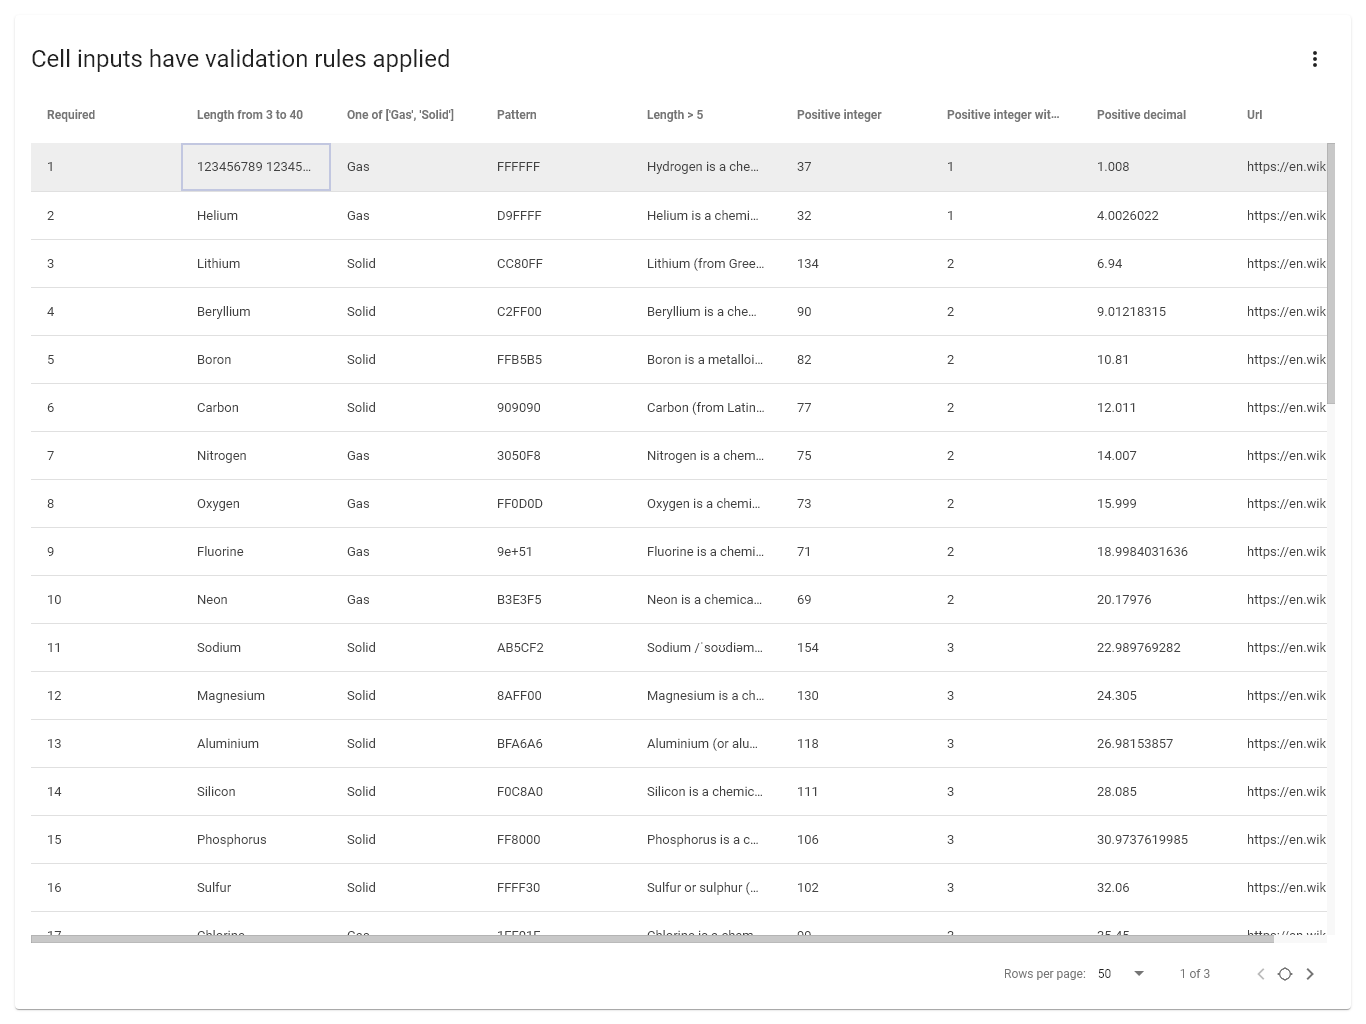 Cell inputs have validation rules applied
Required Length from 3 to 40 One of ['Gas', 'Solid'] Pattern Length > 5 Positive integer Positive integer wit... Positive decimal Url
1 123456789 12345... Gas FFFFFF Hydrogen is a che... 37 1 1.008 https://en.wik
2 Helium Gas D9FFFF Helium is a chemi... 32 1 4.0026022 https://en.wik
3 Lithium Solid CC80FF Lithium (from Gree... 134 2 6.94 https://en.wik
4 Beryllium Solid C2FF00 Beryllium is a che... 90 2 9.01218315 https://en.wik
5 Boron Solid FFB5B5 Boron is a metalloi... 82 2 10.81 https://en.wik
6 Carbon Solid 909090 Carbon (from Latin... 77 2 12.011 https://en.wik
7 Nitrogen Gas 3050F8 Nitrogen is a chem... 75 2 14.007 https://en.wik
8 Oxygen Gas FF0D0D Oxygen is a chemi... 73 2 15.999 https://en.wik
9 Fluorine Gas 9e+51 Fluorine is a chemi... 71 2 18.9984031636 https://en.wik
10 Neon Gas B3E3F5 Neon is a chemica... 69 2 20.17976 https://en.wik
11 Sodium Solid AB5CF2 Sodium /ˈsoʊdiəm... 154 3 22.989769282 https://en.wik
12 Magnesium Solid 8AFF00 Magnesium is a ch... 130 3 24.305 https://en.wik
13 Aluminium Solid BFA6A6 Aluminium (or alu... 118 3 26.98153857 https://en.wik
14 Silicon Solid F0C8A0 Silicon is a chemic... 111 3 28.085 https://en.wik
15 Phosphorus Solid FF8000 Phosphorus is a c... 106 3 30.9737619985 https://en.wik
16 Sulfur Solid FFFF30 Sulfur or sulphur (... 102 3 32.06 https://en.wik
17 Chlorine Gas Chlorine is a chem... https://en.wik
Rows per page: 50 1 of 3